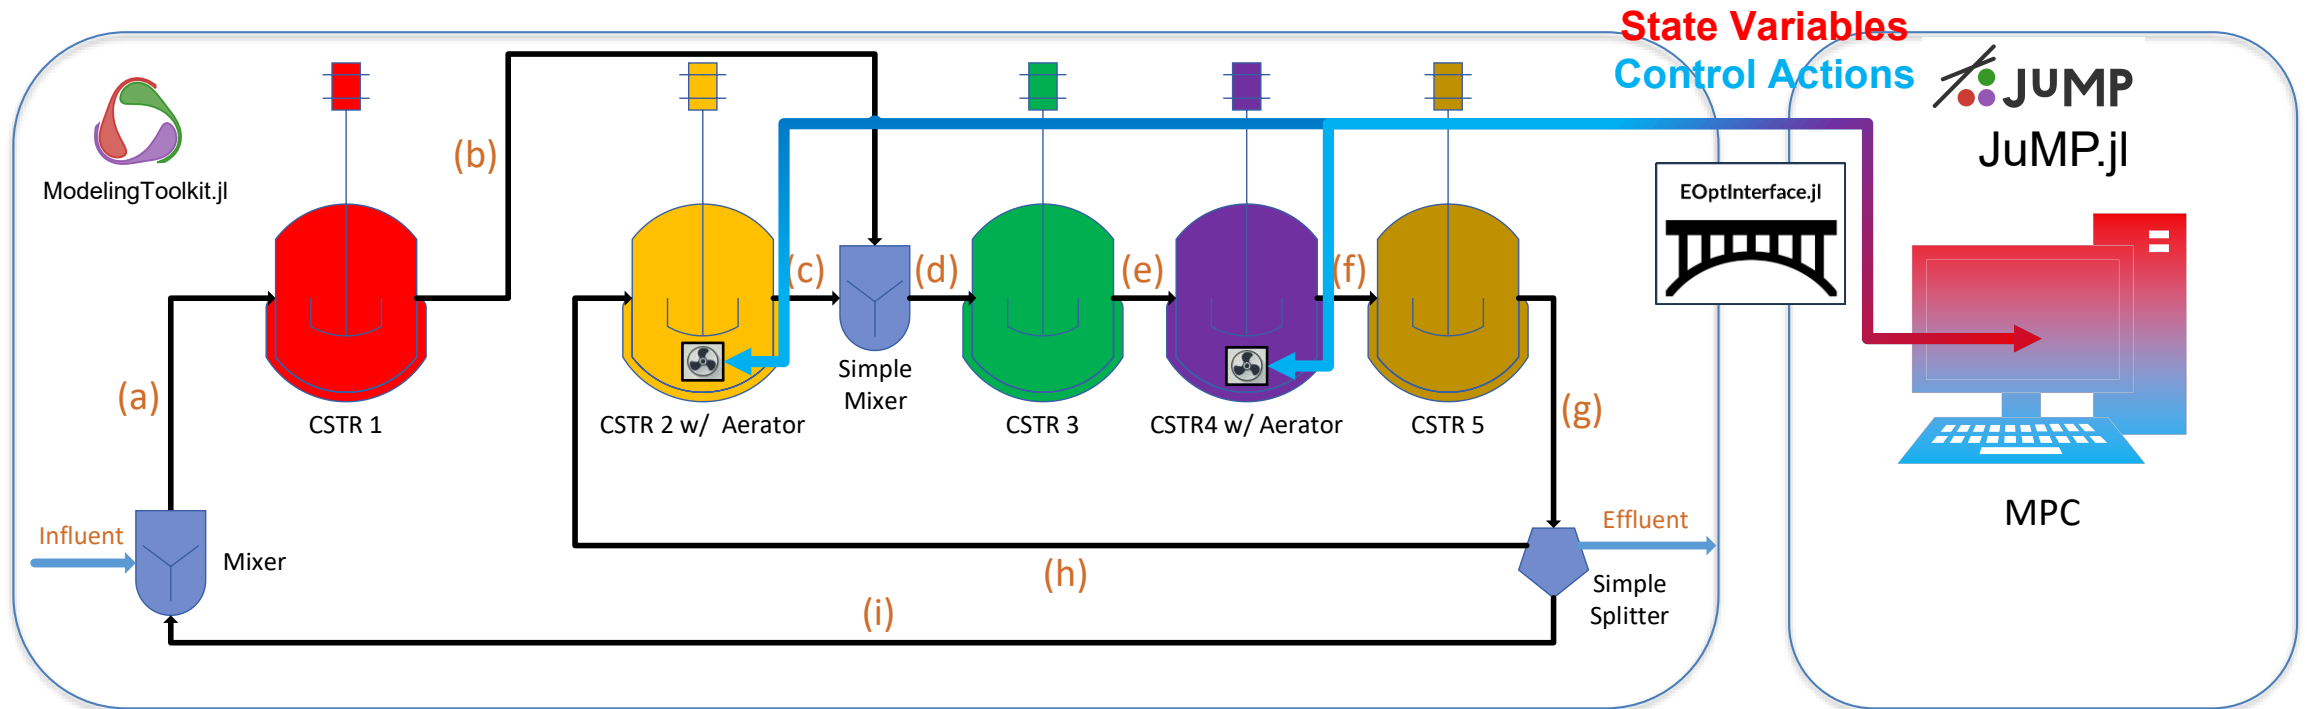 State Variables
Control Actions
JUMP
JuMP.jl
ModelingToolkit.jl
EOptInterface.jl
(a)
(b)
(c)
(d)
(e)
(f)
(g)
(h)
(i)
CSTR 1
CSTR 2 w/ Aerator
Simple
Mixer
CSTR 3
CSTR4 w/ Aerator
CSTR 5
MPC
Influent
Mixer
Effluent
Simple
Splitter